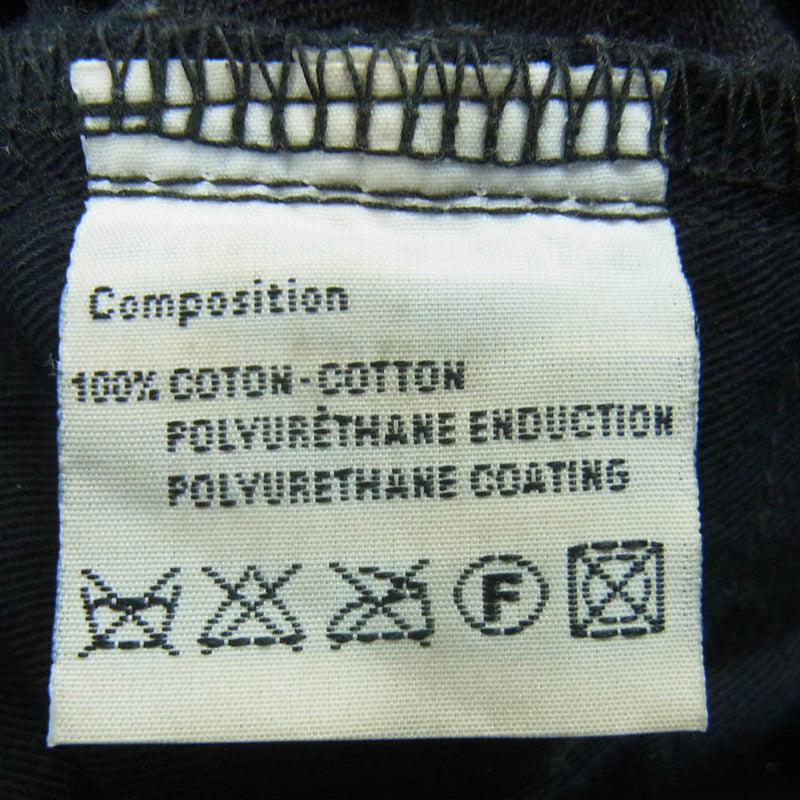 Composition
100% COTON-COTTON
POLYURÉTHANE ENDUCTION
POLYURETHANE COATING
F